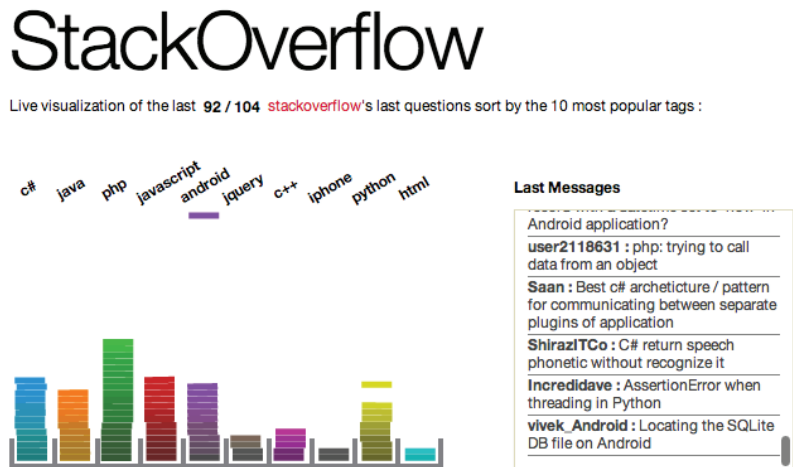 StackOverflow
Live visualization of the last 92 / 104 stackoverflow's last questions sort by the 10 most popular tags :
c# java php javascript android jquery c++ iphone python html
Last Messages
Android application?
user2118631 : php: trying to call
data from an object
Saan : Best c# archeticture / pattern
for communicating between separate
plugins of application
ShirazITCo : C# return speech
phonetic without recognize it
Incredidave : AssertionError when
threading in Python
vivek_Android : Locating the SQLite
DB file on Android